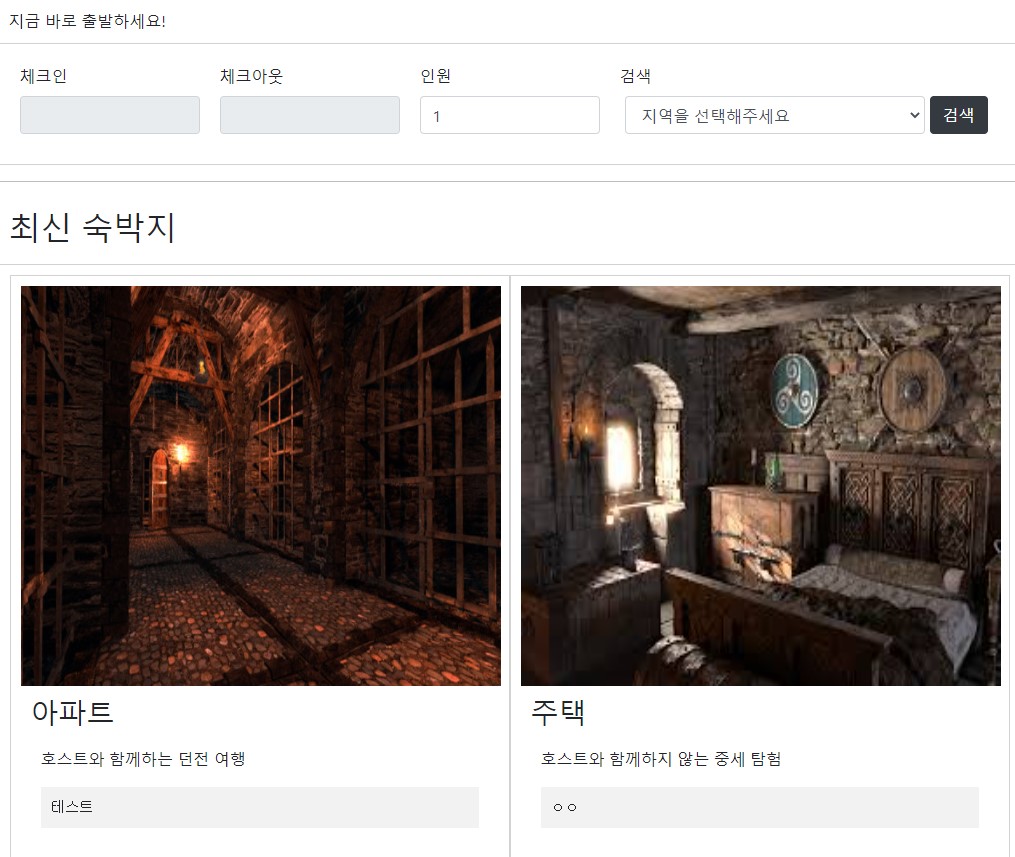 지금 바로 출발하세요!
체크인 체크아웃 인원 검색
1 지역을 선택해주세요 검색
최신 숙박지
아파트
호스트와 함께하는 던전 여행
테스트
주택
호스트와 함께하지 않는 중세 탐험
ㅇㅇ